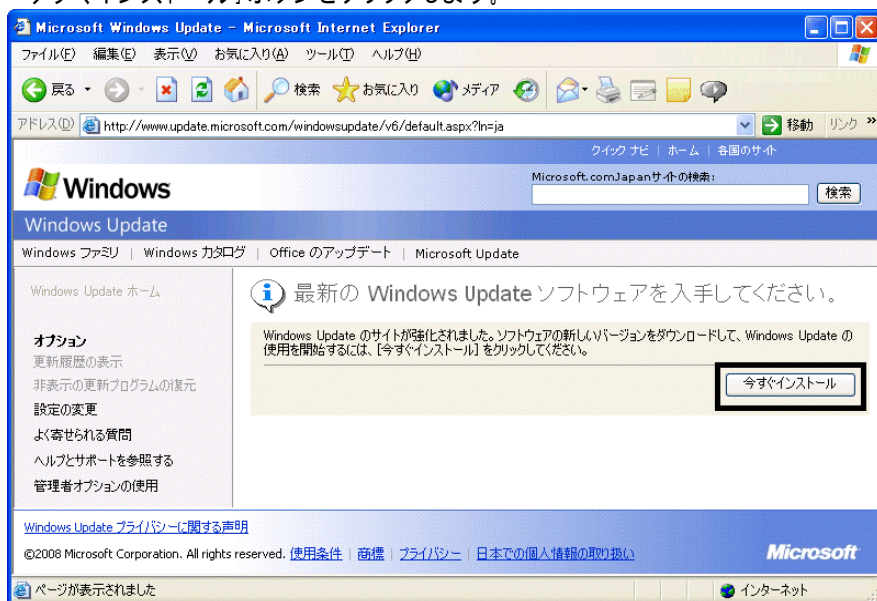 Microsoft Windows Update - Microsoft Internet Explorer
ファイル(F) 編集(E) 表示(V) お気に入り(A) ツール(T) ヘルプ(H)
戻る 検索 お気に入り メディア
アドレス(D) http://www.update.microsoft.com/windowsupdate/v6/default.aspx?ln=ja 移動 リンク »
クイック ナビ | ホーム | 各国のサイト
Windows
Microsoft.comJapanサイトの検索:
検索
Windows Update
Windows ファミリ | Windows カタログ | Office のアップデート | Microsoft Update
Windows Update ホーム
オプション
更新履歴の表示
非表示の更新プログラムの復元
設定の変更
よく寄せられる質問
ヘルプとサポートを参照する
管理者オプションの使用
最新の Windows Update ソフトウェアを入手してください。
Windows Update のサイトが強化されました。ソフトウェアの新しいバージョンをダウンロードして、Windows Update の
使用を開始するには、[今すぐインストール] をクリックしてください。
今すぐインストール
Windows Update プライバシーに関する声明
©2008 Microsoft Corporation. All rights reserved. 使用条件 | 商標 | プライバシー | 日本での個人情報の取り扱い
Microsoft
ページが表示されました インターネット